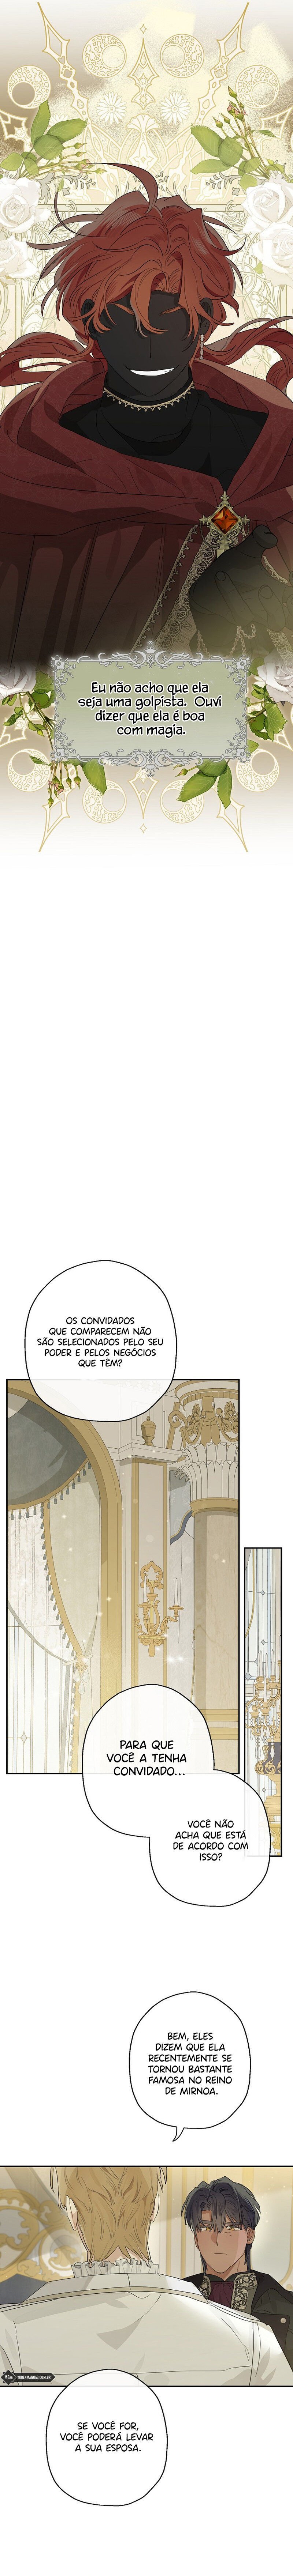 Eu não acho que ela
seja uma golpista. Ouvi
dizer que ela é boa
com magia.
OS CONVIDADOS
QUE COMPARECEM NÃO
SÃO SELECIONADOS PELO SEU
PODER E PELOS NEGÓCIOS
QUE TÊM?
PARA QUE
VOCÊ A TENHA
CONVIDADO...
VOCÊ NÃO
ACHA QUE ESTÁ
DE ACORDO COM
ISSO?
BEM, ELES
DIZEM QUE ELA
RECENTEMENTE SE
TORNOU BASTANTE
FAMOSA NO REINO
DE MIRNOA.
SE VOCÊ FOR,
VOCÊ PODERÁ LEVAR
A SUA ESPOSA.